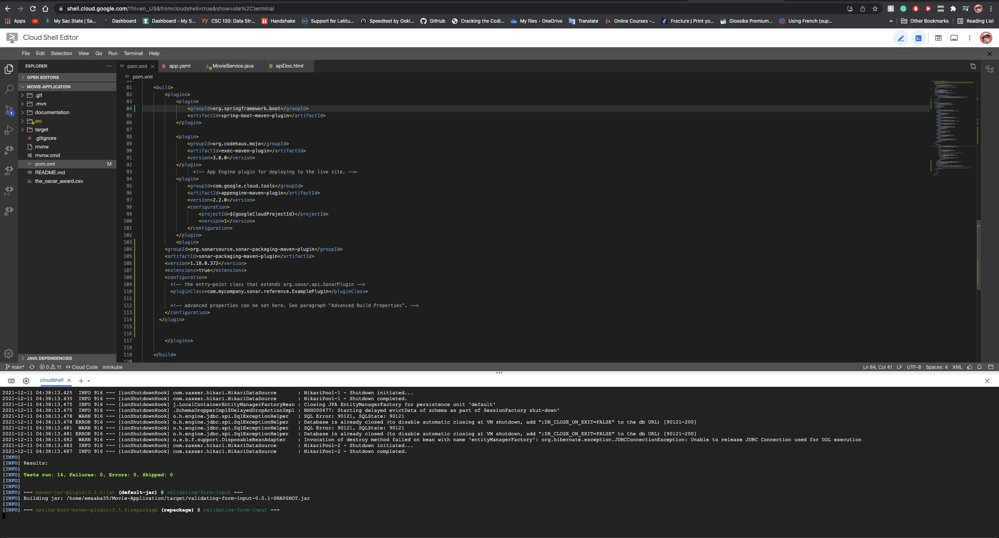 shell.cloud.google.com/?hl=en_US&fromcloudshell=true&show=ide%2Cterminal
Apps My Sac State | Sa... Dashboard Dashboard - My S... zy CSC 130: Data Str... Handshake Support for Latitu... Speedtest by Ookl... GitHub Cracking the Codi... My files - OneDrive Translate Online Courses -... Fracture | Print yo... Glossika Premium... Using French (sup... » Other Bookmarks Reading List
Cloud Shell Editor
File Edit Selection View Go Run Terminal Help
EXPLORER
OPEN EDITORS
MOVIE-APPLICATION
.git
.mvn
documentation
src
target
.gitignore
mvnw
mvnw.cmd
pom.xml M
README.md
the_oscar_award.csv
JAVA DEPENDENCIES
1
API
pom.xml app.yaml MovieService.java apiDoc.html
pom.xml
80
81 <build>
82 <plugins>
83 <plugin>
84 <groupId>org.springframework.boot</groupId>
85 <artifactId>spring-boot-maven-plugin</artifactId>
86 </plugin>
87
88 <plugin>
89 <groupId>org.codehaus.mojo</groupId>
90 <artifactId>exec-maven-plugin</artifactId>
91 <version>3.0.0</version>
92 </plugin>
93 <!-- App Engine plugin for deploying to the live site. -->
94 <plugin>
95 <groupId>com.google.cloud.tools</groupId>
96 <artifactId>appengine-maven-plugin</artifactId>
97 <version>2.2.0</version>
98 <configuration>
99 <projectId>${googleCloudProjectId}</projectId>
100 <version>1</version>
101 </configuration>
102 </plugin>
103 <plugin>
104 <groupId>org.sonarsource.sonar-packaging-maven-plugin</groupId>
105 <artifactId>sonar-packaging-maven-plugin</artifactId>
106 <version>1.18.0.372</version>
107 <extensions>true</extensions>
108 <configuration>
109 <!-- the entry-point class that extends org.sonar.api.SonarPlugin -->
110 <pluginClass>com.mycompany.sonar.reference.ExamplePlugin</pluginClass>
111
112 <!-- advanced properties can be set here. See paragraph "Advanced Build Properties". -->
113 </configuration>
114 </plugin>
115
116
117 </plugins>
118
119 </build>
120
main* 0 11 Cloud Code minikube Ln 84, Col 41 LF UTF-8 Spaces: 4 XML
cloudshell
2021-12-11 04:38:13.425 INFO 916 --- [ionShutdownHook] com.zaxxer.hikari.HikariDataSource : HikariPool-1 - Shutdown initiated...
2021-12-11 04:38:13.435 INFO 916 --- [ionShutdownHook] com.zaxxer.hikari.HikariDataSource : HikariPool-1 - Shutdown completed.
2021-12-11 04:38:13.475 INFO 916 --- [ionShutdownHook] j.LocalContainerEntityManagerFactoryBean : Closing JPA EntityManagerFactory for persistence unit 'default'
2021-12-11 04:38:13.475 INFO 916 --- [ionShutdownHook] .SchemaDropperImpl$DelayedDropActionImpl : HHH000477: Starting delayed evictData of schema as part of SessionFactory shut-down'
2021-12-11 04:38:13.478 WARN 916 --- [ionShutdownHook] o.h.engine.jdbc.spi.SqlExceptionHelper : SQL Error: 90121, SQLState: 90121
2021-12-11 04:38:13.478 ERROR 916 --- [ionShutdownHook] o.h.engine.jdbc.spi.SqlExceptionHelper : Database is already closed (to disable automatic closing at VM shutdown, add ";DB_CLOSE_ON_EXIT=FALSE" to the db URL) [90121-200]
2021-12-11 04:38:13.481 WARN 916 --- [ionShutdownHook] o.h.engine.jdbc.spi.SqlExceptionHelper : SQL Error: 90121, SQLState: 90121
2021-12-11 04:38:13.481 ERROR 916 --- [ionShutdownHook] o.h.engine.jdbc.spi.SqlExceptionHelper : Database is already closed (to disable automatic closing at VM shutdown, add ";DB_CLOSE_ON_EXIT=FALSE" to the db URL) [90121-200]
2021-12-11 04:38:13.482 WARN 916 --- [ionShutdownHook] o.s.b.f.support.DisposableBeanAdapter : Invocation of destroy method failed on bean with name 'entityManagerFactory': org.hibernate.exception.JDBCConnectionException: Unable to release JDBC Connection used for DDL execution
2021-12-11 04:38:13.483 INFO 916 --- [ionShutdownHook] com.zaxxer.hikari.HikariDataSource : HikariPool-2 - Shutdown initiated...
2021-12-11 04:38:13.487 INFO 916 --- [ionShutdownHook] com.zaxxer.hikari.HikariDataSource : HikariPool-2 - Shutdown completed.
[INFO]
[INFO] Results:
[INFO]
[INFO] Tests run: 14, Failures: 0, Errors: 0, Skipped: 0
[INFO]
[INFO]
[INFO] --- maven-jar-plugin:3.2.0:jar (default-jar) @ validating-form-input ---
[INFO] Building jar: /home/emaaba35/Movie-Application/target/validating-form-input-0.0.1-SNAPSHOT.jar
[INFO]
[INFO] --- spring-boot-maven-plugin:2.5.6:repackage (repackage) @ validating-form-input ---